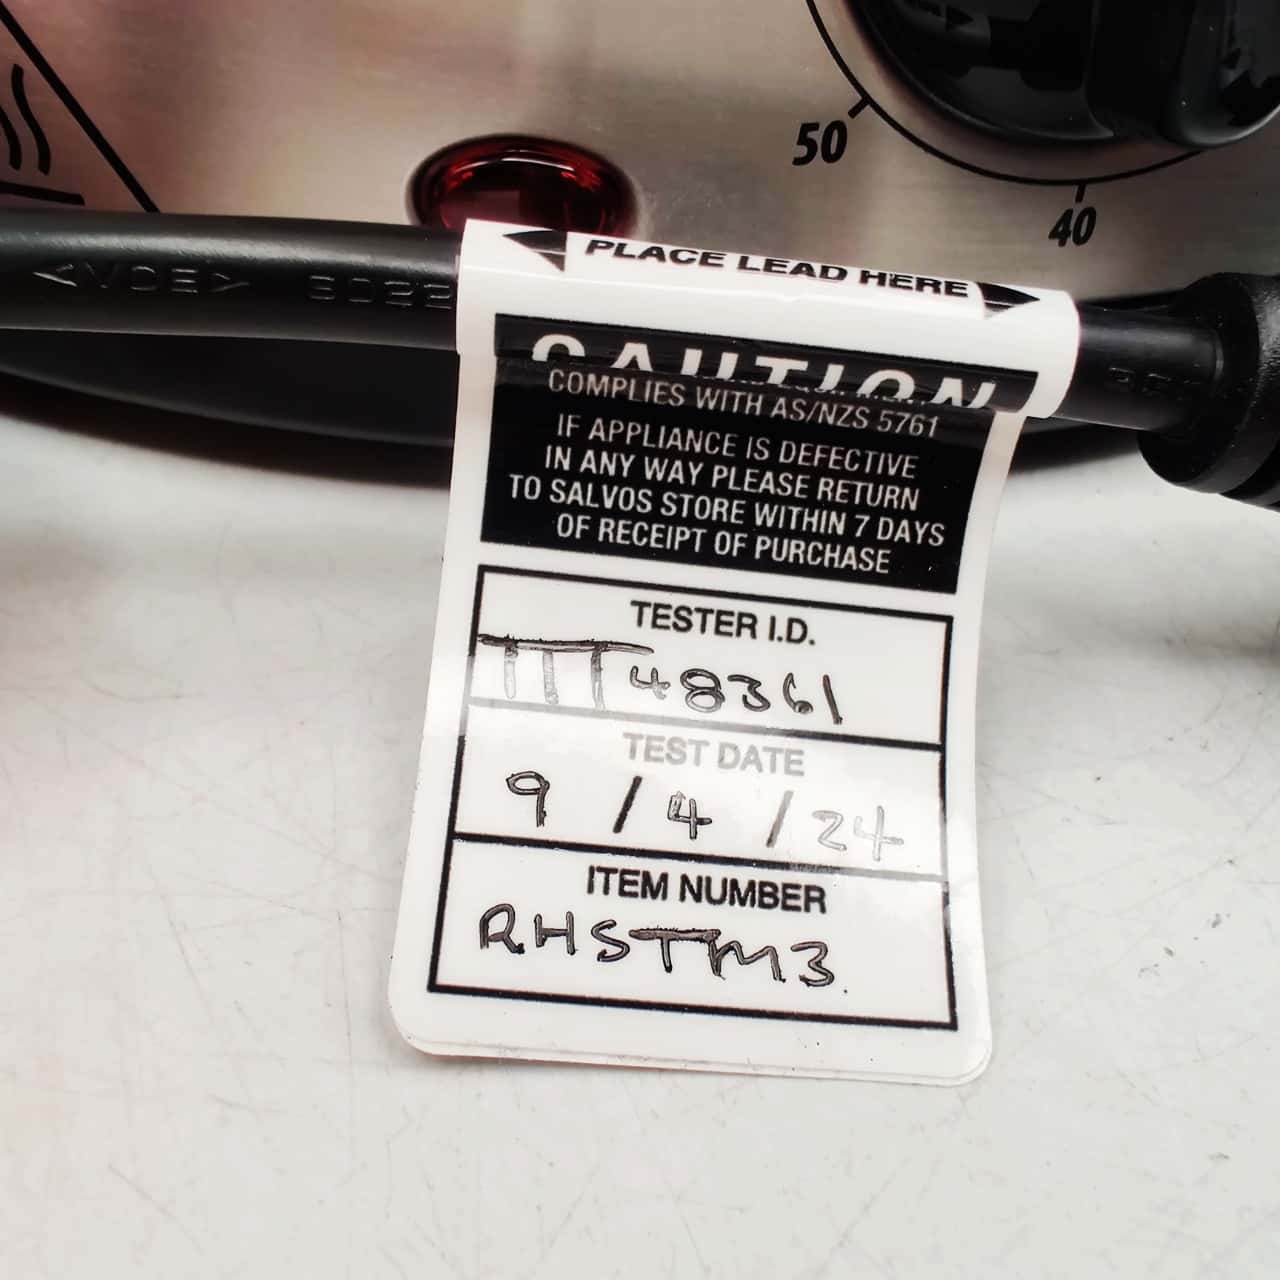 50
40
<VDE> 6022
PLACE LEAD HERE
CAUTION
COMPLIES WITH AS/NZS 5761
IF APPLIANCE IS DEFECTIVE
IN ANY WAY PLEASE RETURN
TO SALVOS STORE WITHIN 7 DAYS
OF RECEIPT OF PURCHASE
TESTER I.D.
TTT48361
TEST DATE
9 / 4 / 24
ITEM NUMBER
RHSTM3.